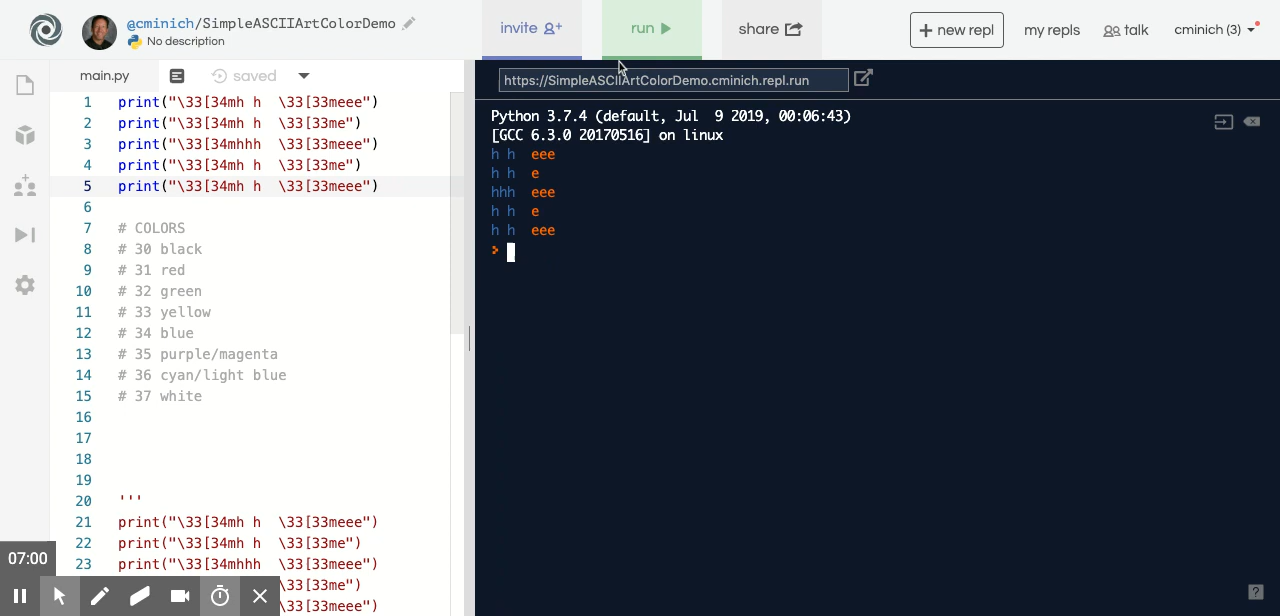 @cminich/SimpleASCIIArtColorDemo
No description
invite
run
share
+ new repl
my repls
talk
cminich (3)
main.py
saved
https://SimpleASCIIArtColorDemo.cminich.repl.run
1 print("\33[34mh h  \33[33meee")
2 print("\33[34mh h  \33[33me")
3 print("\33[34mhhh  \33[33meee")
4 print("\33[34mh h  \33[33me")
5 print("\33[34mh h  \33[33meee")
6
7 # COLORS
8 # 30 black
9 # 31 red
10 # 32 green
11 # 33 yellow
12 # 34 blue
13 # 35 purple/magenta
14 # 36 cyan/light blue
15 # 37 white
16
17
18
19
20 '''
21 print("\33[34mh h  \33[33meee")
22 print("\33[34mh h  \33[33me")
23 print("\33[34mhhh  \33[33meee")
\33[33me")
\33[33meee")
07:00
Python 3.7.4 (default, Jul  9 2019, 00:06:43)
[GCC 6.3.0 20170516] on linux
h h  eee
h h  e
hhh  eee
h h  e
h h  eee
>
?